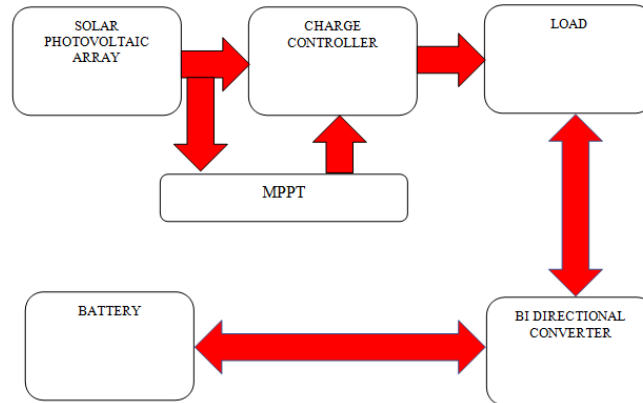 SOLAR
PHOTOVOLTAIC
ARRAY
CHARGE
CONTROLLER
LOAD
MPPT
BATTERY
BI DIRECTIONAL
CONVERTER